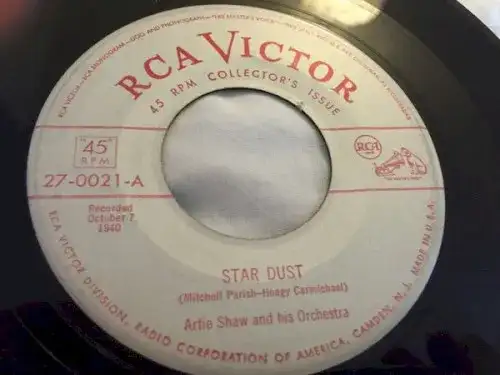 RCA VICTOR
45 RPM COLLECTOR'S ISSUE
"45"
RPM
27-0021-A
RCA
Recorded
October 7
1940
STAR DUST
(Mitchell Parish-Hoagy Carmichael)
Artie Shaw and his Orchestra
RCA VICTOR DIVISION, RADIO CORPORATION OF AMERICA, CAMDEN, N. J. MADE IN U.S.A.